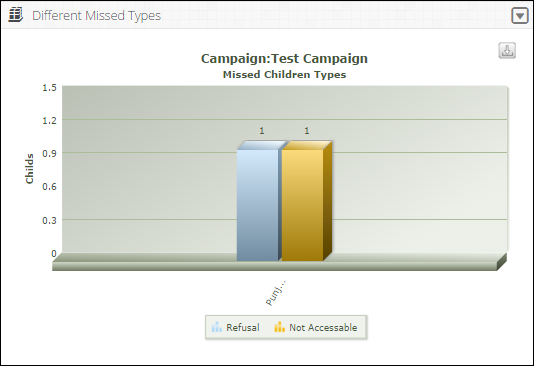 Different Missed Types
Campaign:Test Campaign
Missed Children Types
1.5
1.2
0.9
0.6
0.3
0
Childs
1 1
Punj...
Refusal Not Accessable